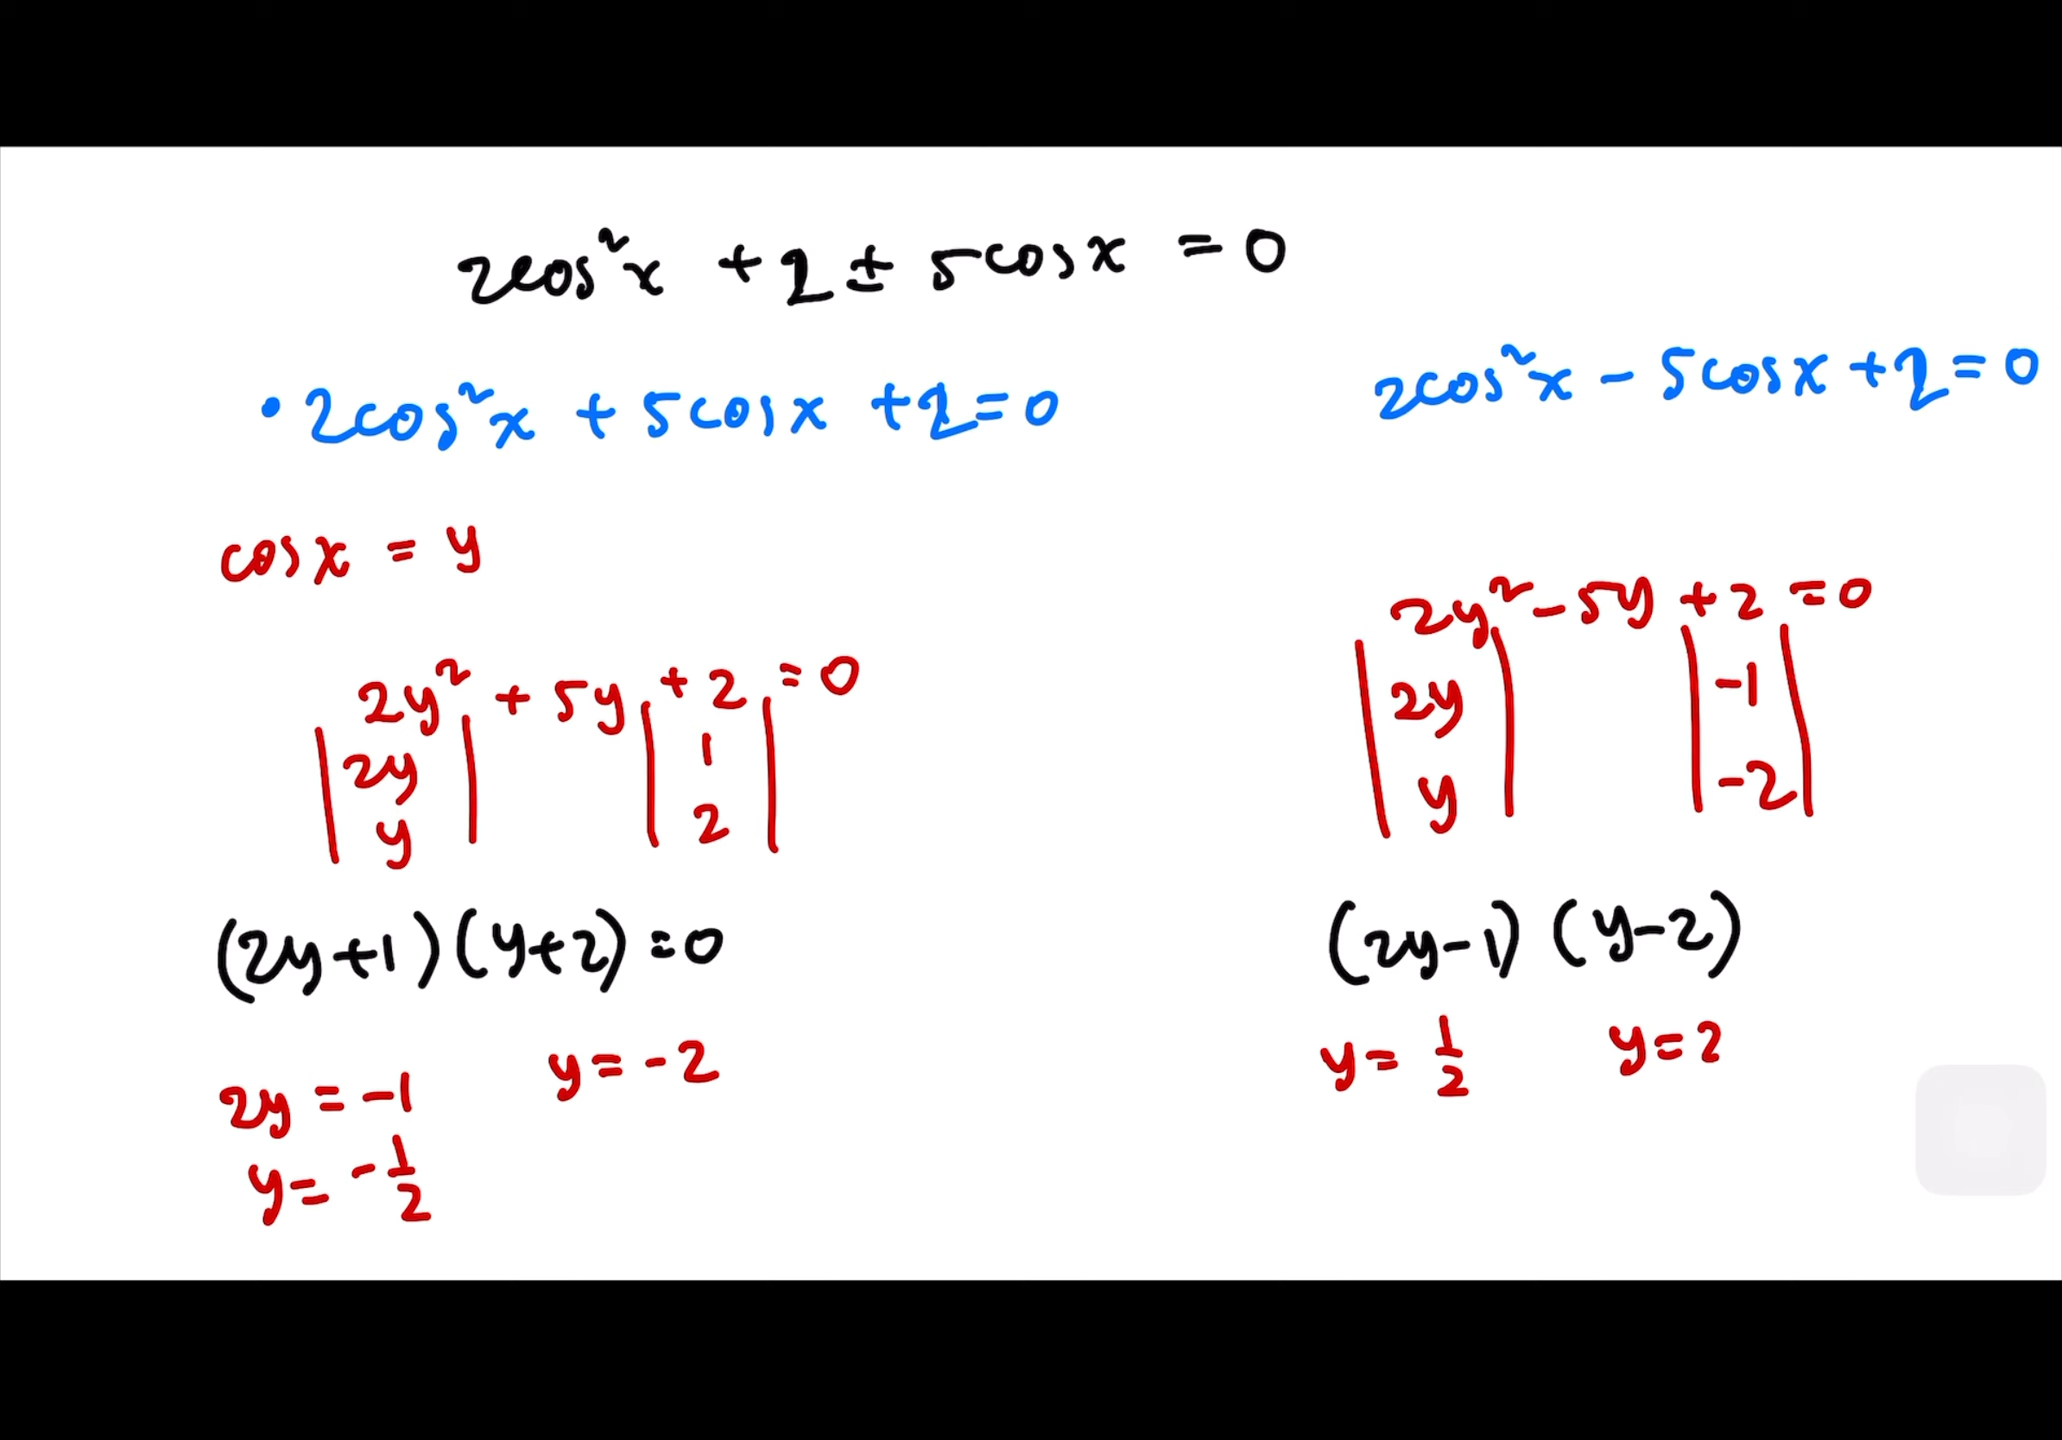 2cos²x + 2 ± 5cosx = 0
• 2cos²x + 5cosx + 2 = 0
cosx = y
2y² + 5y + 2 = 0
2y 1
y 2
(2y+1)(y+2) = 0
2y = -1 y = -2
y = -1/2
2cos²x - 5cosx + 2 = 0
2y² - 5y + 2 = 0
2y -1
y -2
(2y-1)(y-2)
y = 1/2 y = 2